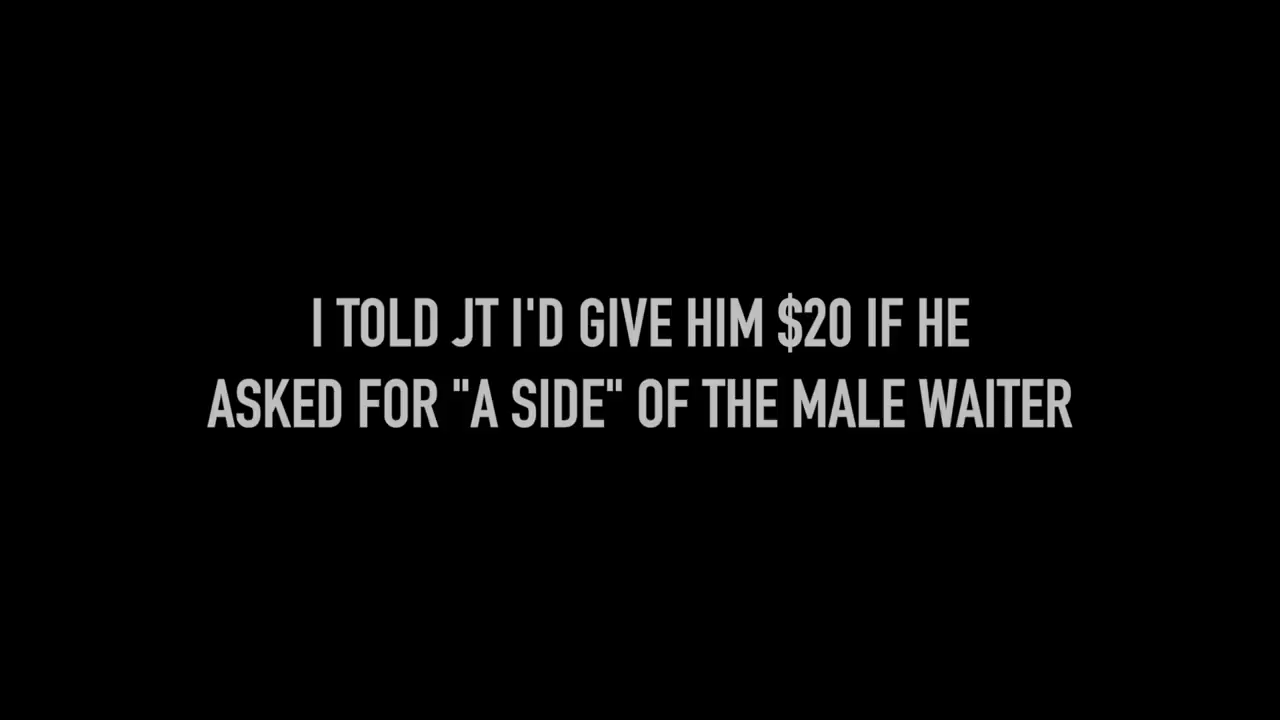 I TOLD JT I'D GIVE HIM $20 IF HE
ASKED FOR "A SIDE" OF THE MALE WAITER